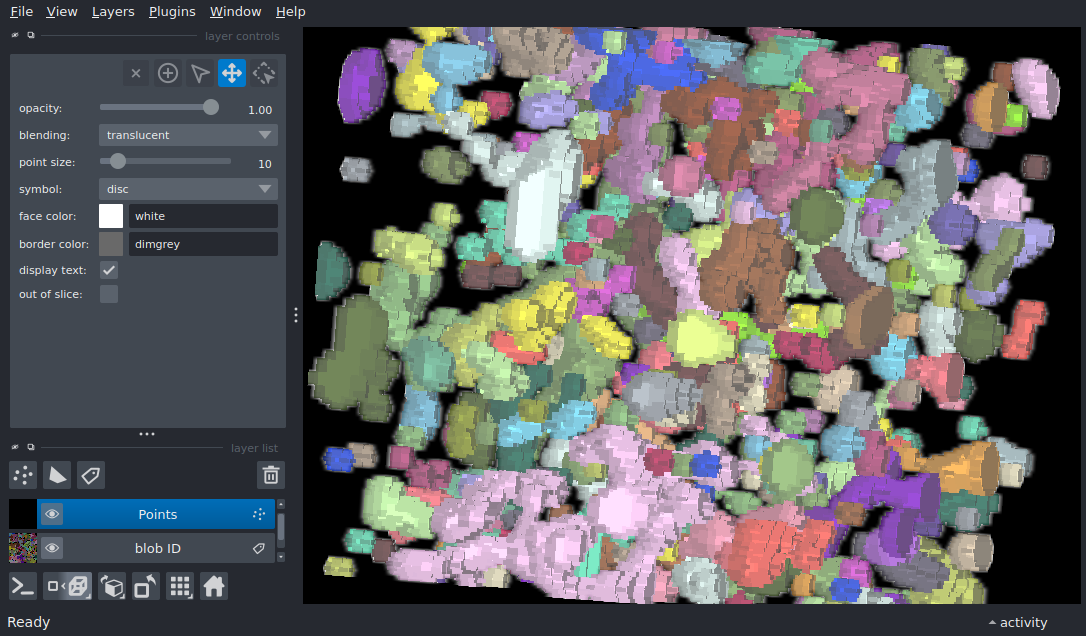 File View Layers Plugins Window Help
layer controls
opacity: 1.00
blending: translucent
point size: 10
symbol: disc
face color: white
border color: dimgrey
display text:
out of slice:
layer list
Points
blob ID
Ready
activity